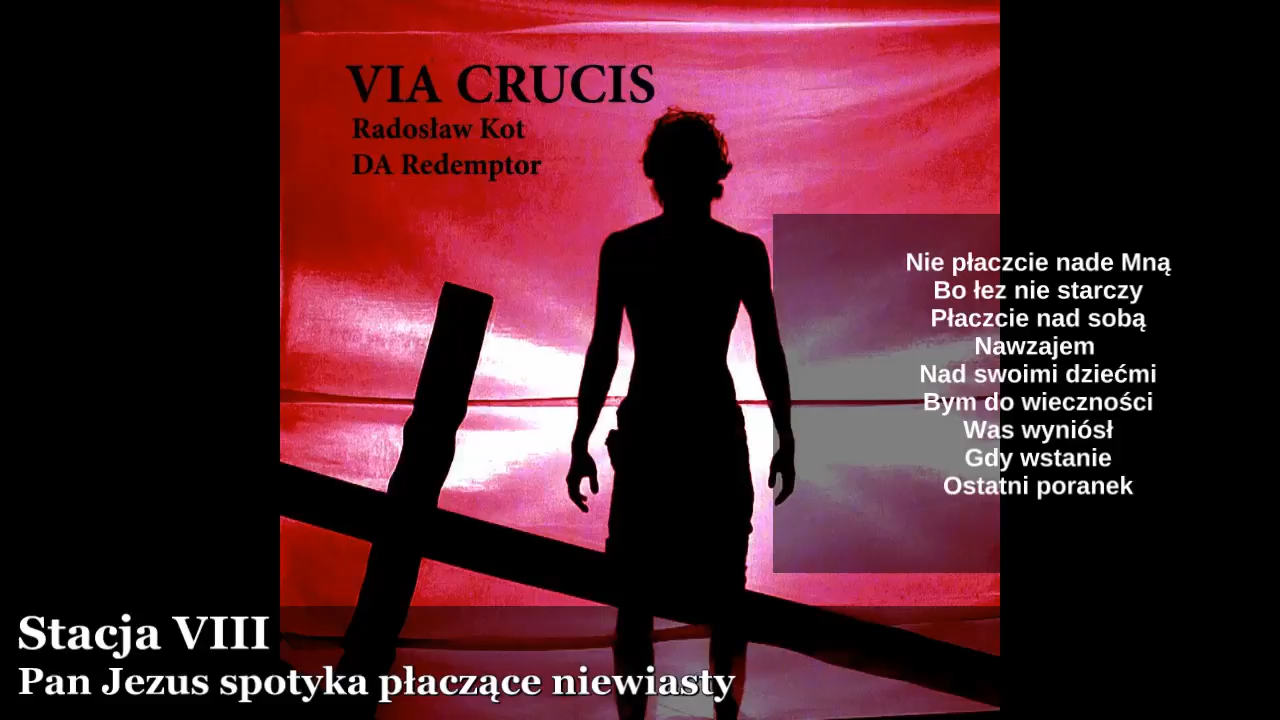 VIA CRUCIS
Radosław Kot
DA Redemptor
Nie płaczcie nade Mną
Bo łez nie starczy
Płaczcie nad sobą
Nawzajem
Nad swoimi dziećmi
Bym do wieczności
Was wyniósł
Gdy wstanie
Ostatni poranek
Stacja VIII
Pan Jezus spotyka płaczące niewiasty